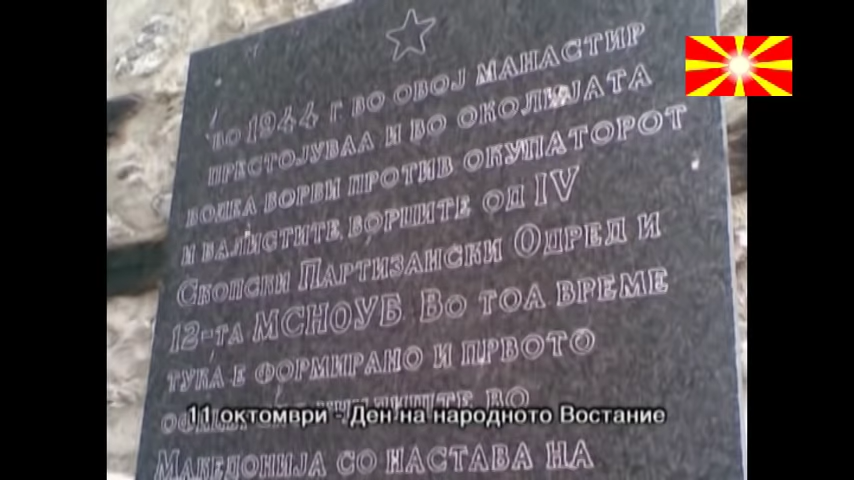 ВО 1944 Г ВО ОВОЈ МАНАСТИР
ПРЕСТОЈУВАА И ВО ОКОЛИЈАТА
ВОДЕА БОРБИ ПРОТИВ ОКУПАТОРОТ
И БАЛИСТИТЕ, БОРЦИТЕ ОД IV
СКОПСКИ ПАРТИЗАНСКИ ОДРЕД И
12-ТА МСНОУБ. ВО ТОА ВРЕМЕ
ТУКА Е ФОРМИРАНО И ПРВОТО
ВО
11 октомври - Ден на народното Востание
МАКЕДОНИЈА СО НАСТАВА НА